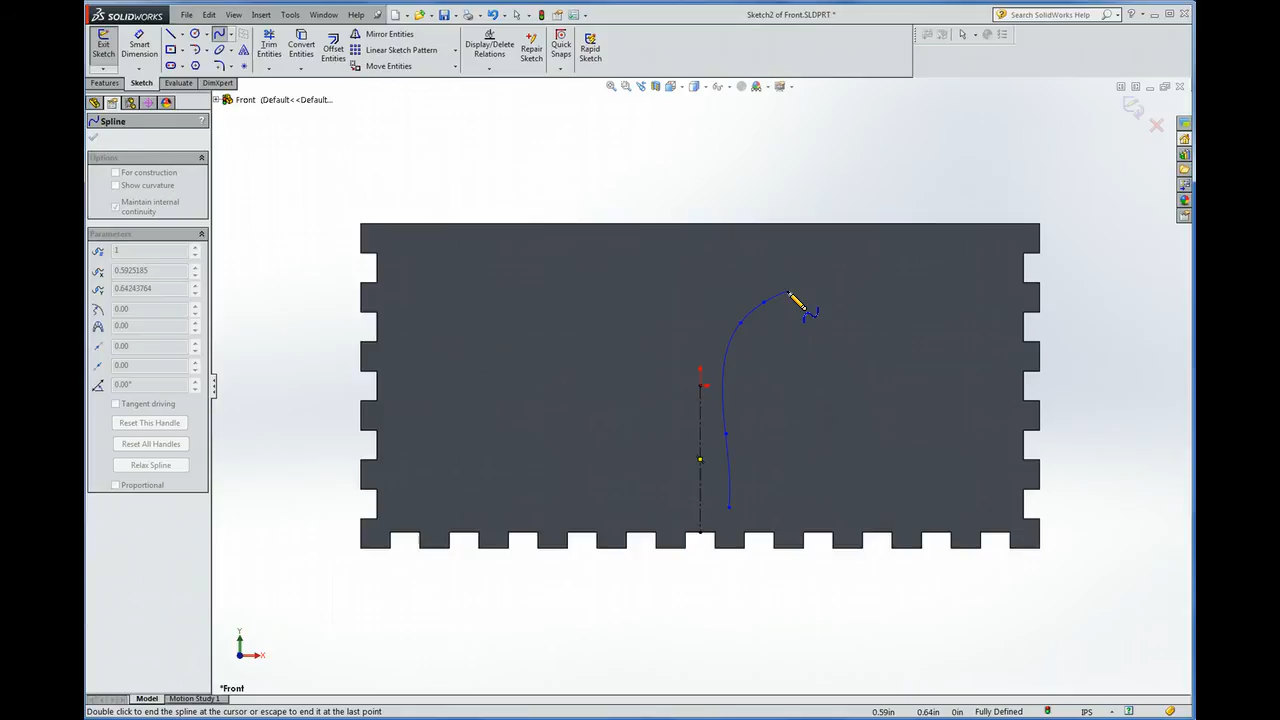 SOLIDWORKS
File Edit View Insert Tools Window Help
Sketch2 of Front.SLDPRT *
Search SolidWorks Help
Exit Sketch
Smart Dimension
Trim Entities
Convert Entities
Offset Entities
Mirror Entities
Linear Sketch Pattern
Move Entities
Display/Delete Relations
Repair Sketch
Quick Snaps
Rapid Sketch
Features Sketch Evaluate DimXpert
Front (Default<<Default...
Spline
?
Options
For construction
Show curvature
Maintain internal
continuity
Parameters
1
0.5925185
0.64243764
0.00
0.00
0.00
0.00
0.00°
Tangent driving
Reset This Handle
Reset All Handles
Relax Spline
Proportional
Y
X
*Front
Model Motion Study 1
Double click to end the spline at the cursor or escape to end it at the last point
0.59in 0.64in 0in Fully Defined IPS